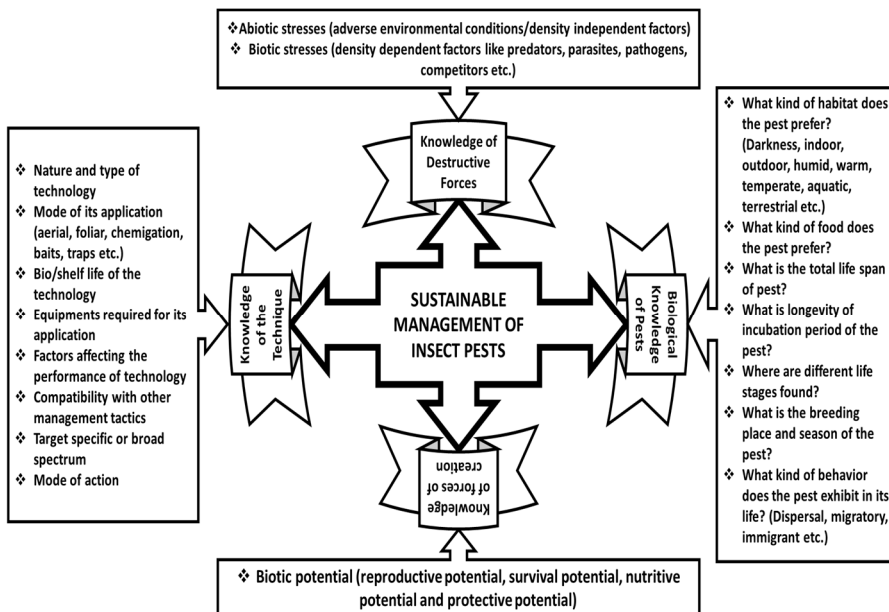 ❖Abiotic stresses (adverse environmental conditions/density independent factors)
❖ Biotic stresses (density dependent factors like predators, parasites, pathogens,
competitors etc.)
Knowledge of
Destructive
Forces
❖ Nature and type of
technology
❖ Mode of its application
(aerial, foliar, chemigation,
baits, traps etc.)
❖ Bio/shelf life of the
technology
❖ Equipments required for its
application
❖ Factors affecting the
performance of technology
❖ Compatibility with other
management tactics
❖ Target specific or broad
spectrum
❖ Mode of action
Knowledge
of the
Technique
SUSTAINABLE
MANAGEMENT OF
INSECT PESTS
Biological
Knowledge
of Pests
❖ What kind of habitat does
the pest prefer?
(Darkness, indoor,
outdoor, humid, warm,
temperate, aquatic,
terrestrial etc.)
❖ What kind of food does
the pest prefer?
❖ What is the total life span
of pest?
❖ What is longevity of
incubation period of the
pest?
❖ Where are different life
stages found?
❖ What is the breeding
place and season of the
pest?
❖ What kind of behavior
does the pest exhibit in its
life? (Dispersal, migratory,
immigrant etc.)
Knowledge
of forces of
creation
❖ Biotic potential (reproductive potential, survival potential, nutritive
potential and protective potential)